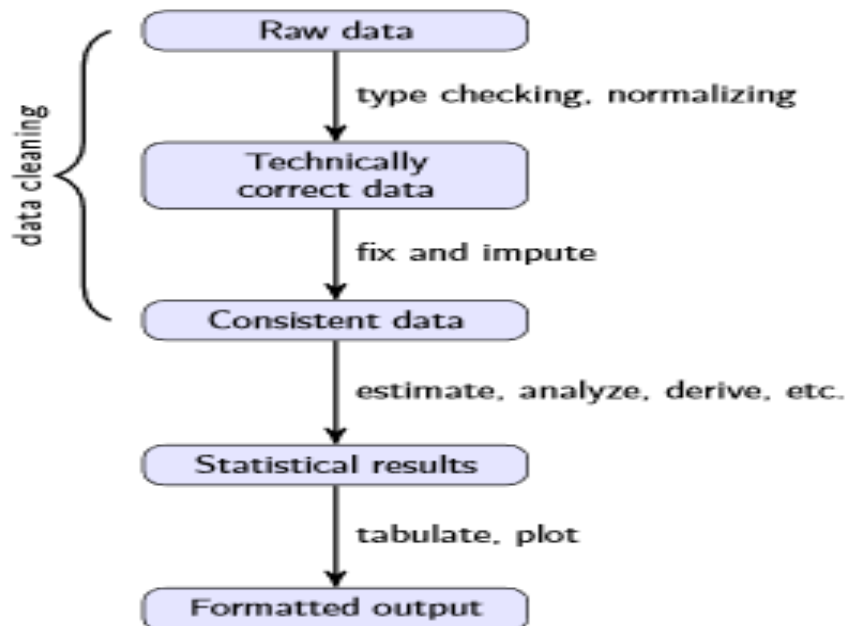 Raw data
type checking, normalizing
data cleaning
Technically
correct data
fix and impute
Consistent data
estimate, analyze, derive, etc.
Statistical results
tabulate, plot
Formatted output